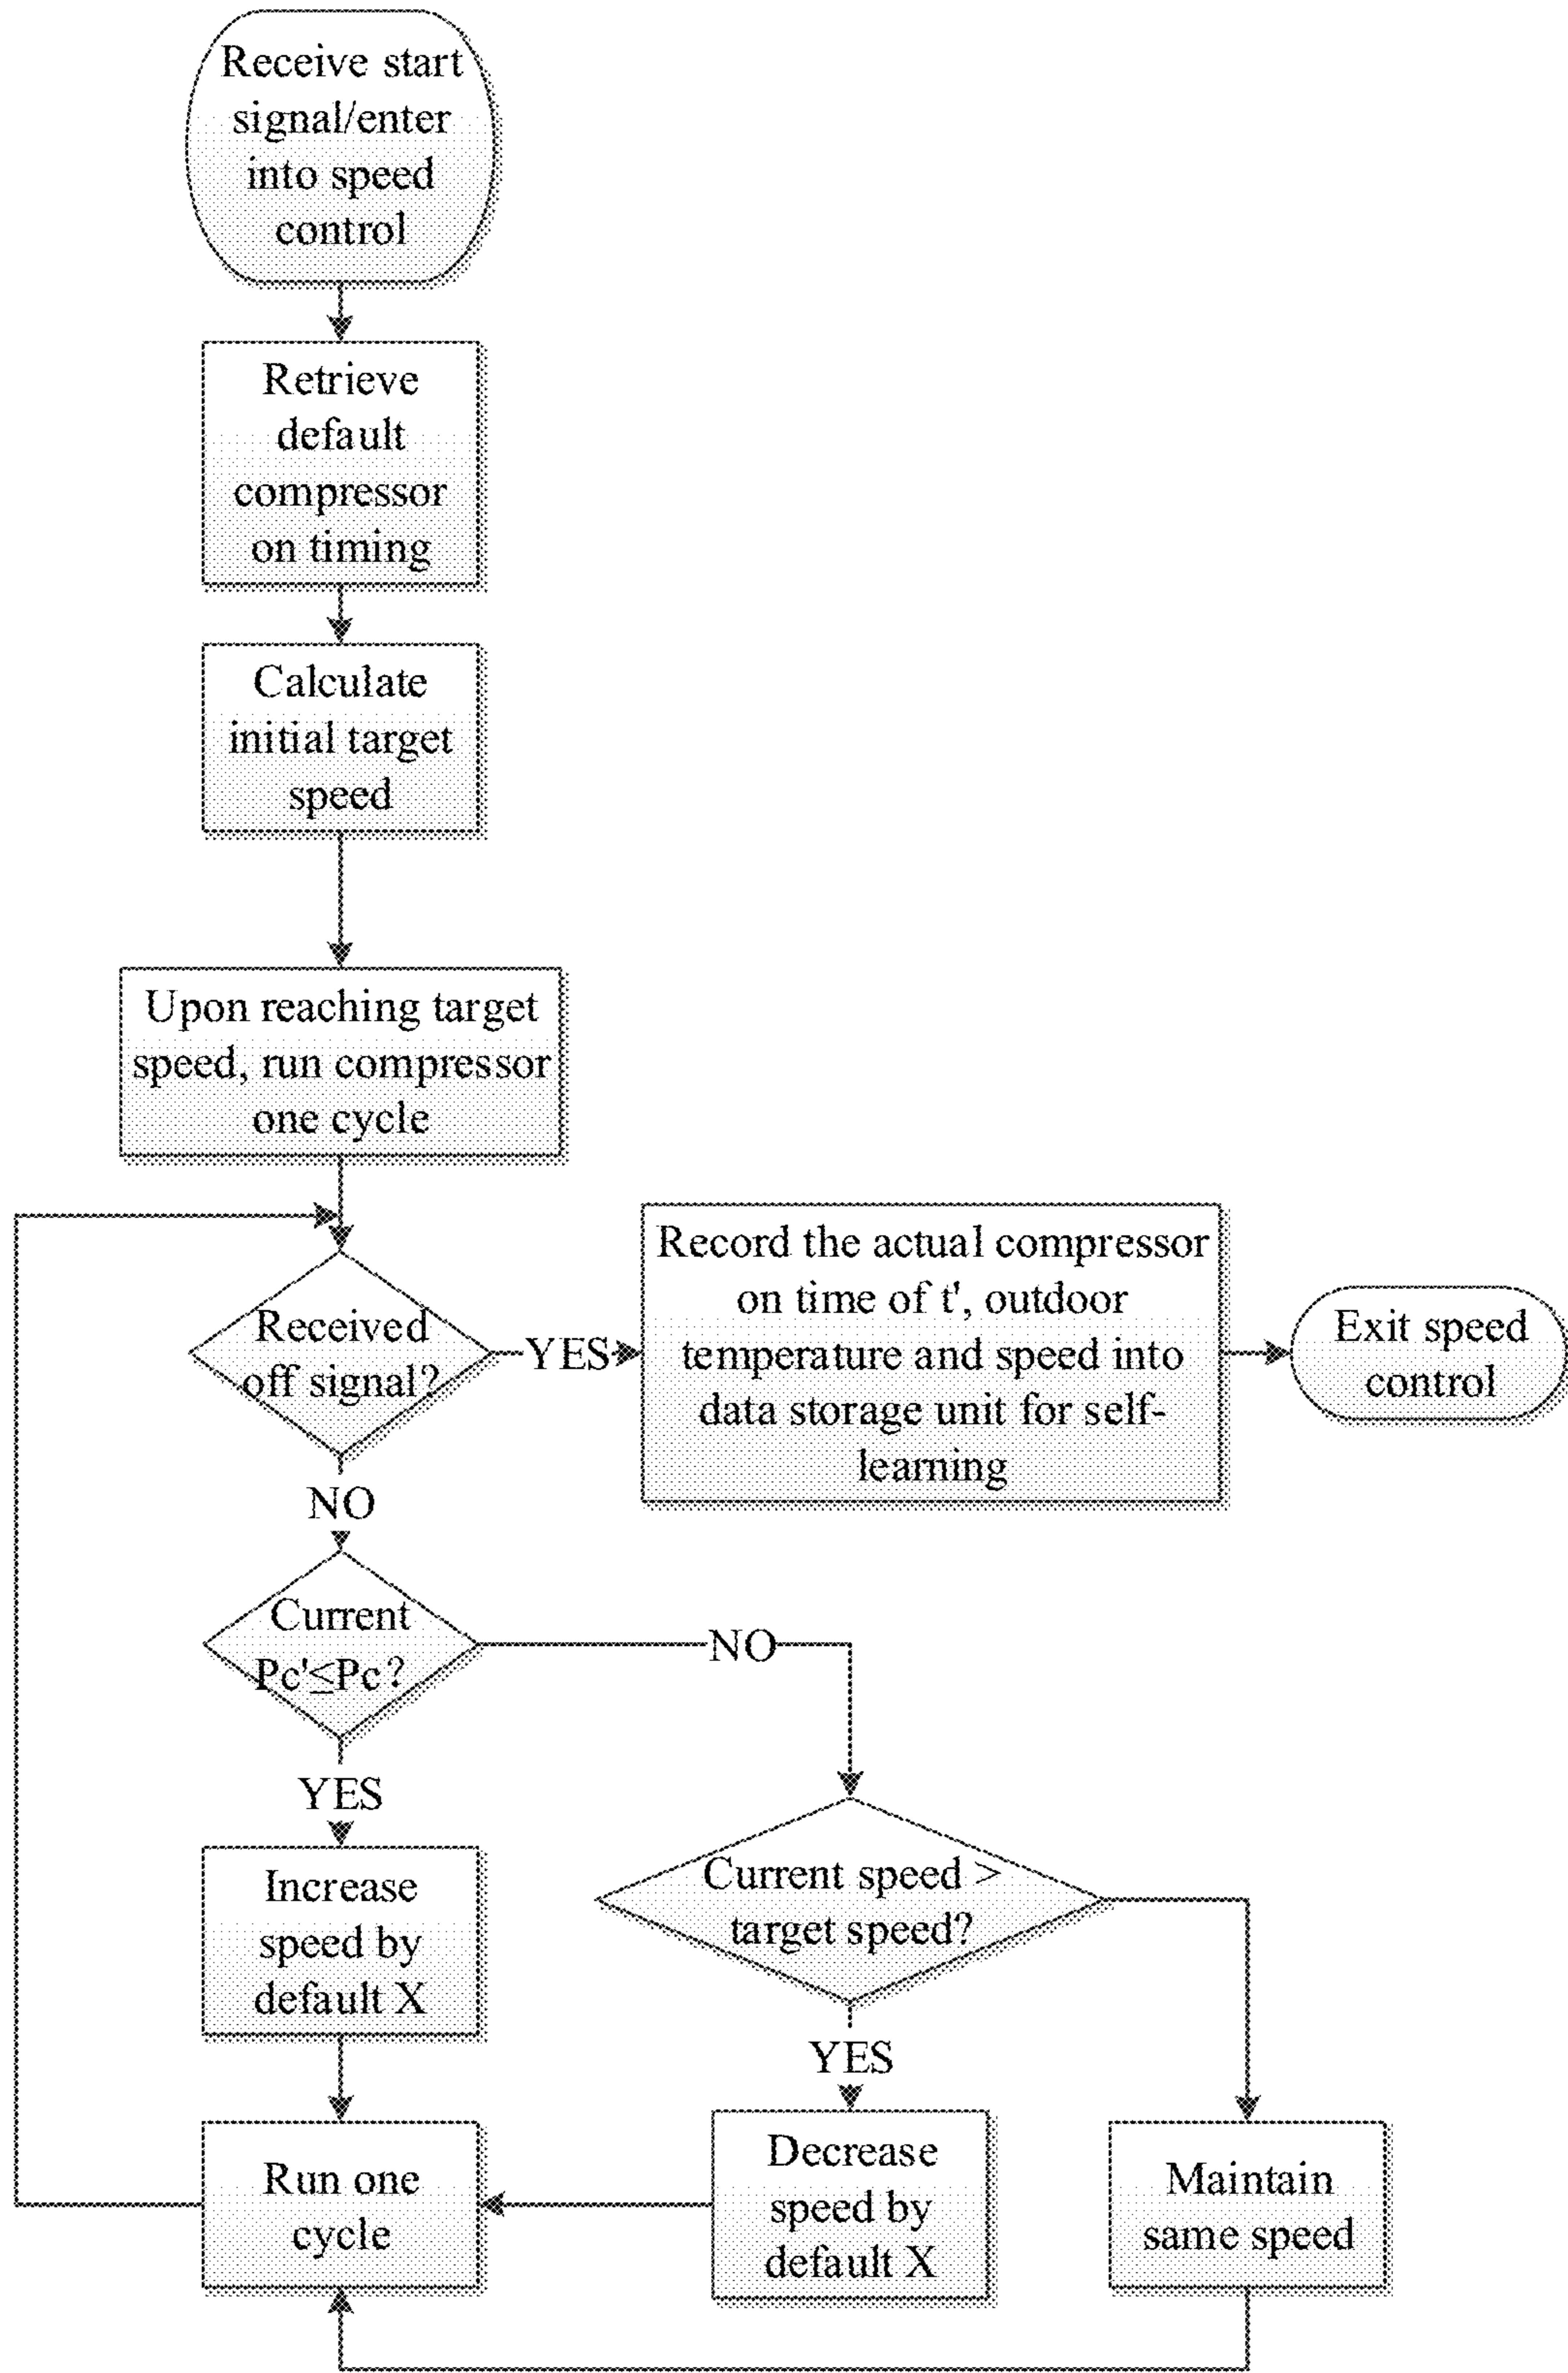 Receive start
signal/enter
into speed
control
Retrieve
default
compressor
on timing
Calculate
initial target
speed
Upon reaching target
speed, run compressor
one cycle
Received
off signal?
YES
Record the actual compressor
on time of t', outdoor
temperature and speed into
data storage unit for self-
learning
Exit speed
control
NO
Current
Pc'≤Pc?
NO
YES
Increase
speed by
default X
Current speed >
target speed?
YES
Run one
cycle
Decrease
speed by
default X
Maintain
same speed